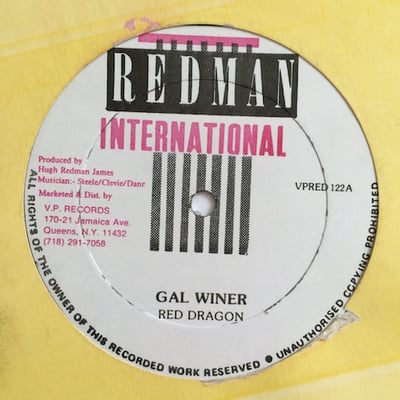 REDMAN
INTERNATIONAL
Produced by
Hugh Redman James
Musician:- Steele/Clevie/Danr
Marketed & Dist. by
V.P. RECORDS
170-21 Jamaica Ave.
Queens, N.Y. 11432
(718) 291-7058
VPRED 122A
GAL WINER
RED DRAGON
ALL RIGHTS OF THE OWNER OF THIS RECORDED WORK RESERVED ● UNAUTHORISED COPYING PROHIBITED